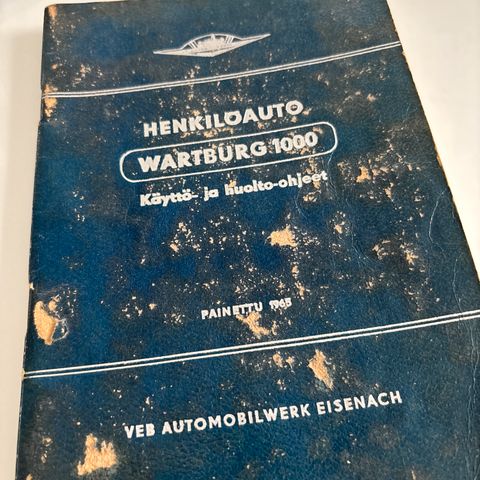 HENKILÖAUTO
WARTBURG 1000
Käyttö- ja huolto-ohjeet
PAINETTU 1965
VEB AUTOMOBILWERK EISENACH